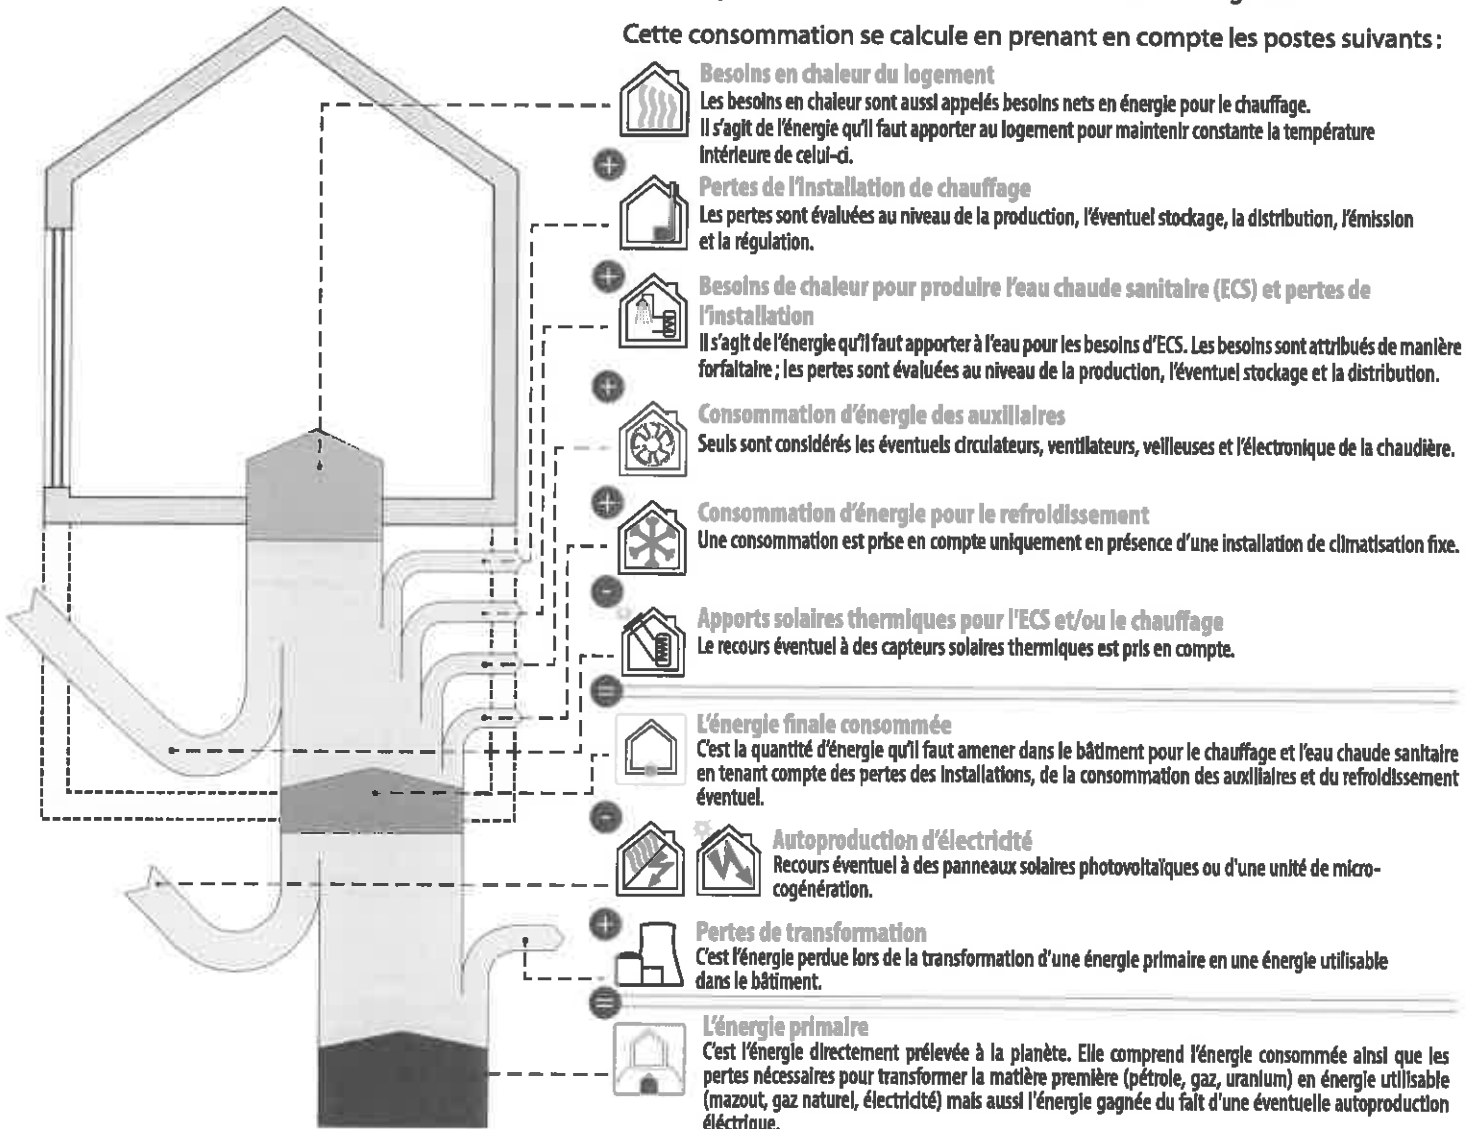 Cette consommation se calcule en prenant en compte les postes suivants :
Besoins en chaleur du logement
Les besoins en chaleur sont aussi appelés besoins nets en énergie pour le chauffage.
Il s'agit de l'énergie qu'il faut apporter au logement pour maintenir constante la température
intérieure de celui-ci.
+
Pertes de l'installation de chauffage
Les pertes sont évaluées au niveau de la production, l'éventuel stockage, la distribution, l'émission
et la régulation.
+
Besoins de chaleur pour produire l'eau chaude sanitaire (ECS) et pertes de
l'installation
Il s'agit de l'énergie qu'il faut apporter à l'eau pour les besoins d'ECS. Les besoins sont attribués de manière
forfaitaire ; les pertes sont évaluées au niveau de la production, l'éventuel stockage et la distribution.
+
Consommation d'énergie des auxiliaires
Seuls sont considérés les éventuels circulateurs, ventilateurs, veilleuses et l'électronique de la chaudière.
+
Consommation d'énergie pour le refroidissement
Une consommation est prise en compte uniquement en présence d'une installation de climatisation fixe.
-
Apports solaires thermiques pour l'ECS et/ou le chauffage
Le recours éventuel à des capteurs solaires thermiques est pris en compte.
=
L'énergie finale consommée
C'est la quantité d'énergie qu'il faut amener dans le bâtiment pour le chauffage et l'eau chaude sanitaire
en tenant compte des pertes des installations, de la consommation des auxiliaires et du refroidissement
éventuel.
-
Autoproduction d'électricité
Recours éventuel à des panneaux solaires photovoltaïques ou d'une unité de micro-
cogénération.
+
Pertes de transformation
C'est l'énergie perdue lors de la transformation d'une énergie primaire en une énergie utilisable
dans le bâtiment.
=
L'énergie primaire
C'est l'énergie directement prélevée à la planète. Elle comprend l'énergie consommée ainsi que les
pertes nécessaires pour transformer la matière première (pétrole, gaz, uranium) en énergie utilisable
(mazout, gaz naturel, électricité) mais aussi l'énergie gagnée du fait d'une éventuelle autoproduction
éléctrique.